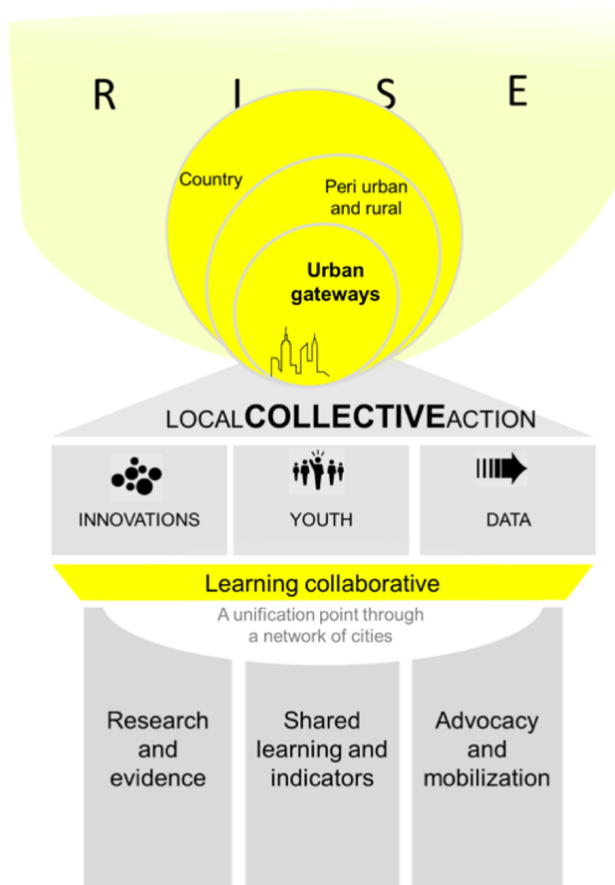 R I S E
Country
Peri urban
and rural
Urban
gateways
LOCALCOLLECTIVEACTION
INNOVATIONS
YOUTH
DATA
Learning collaborative
A unification point through
a network of cities
Research
and
evidence
Shared
learning and
indicators
Advocacy
and
mobilization